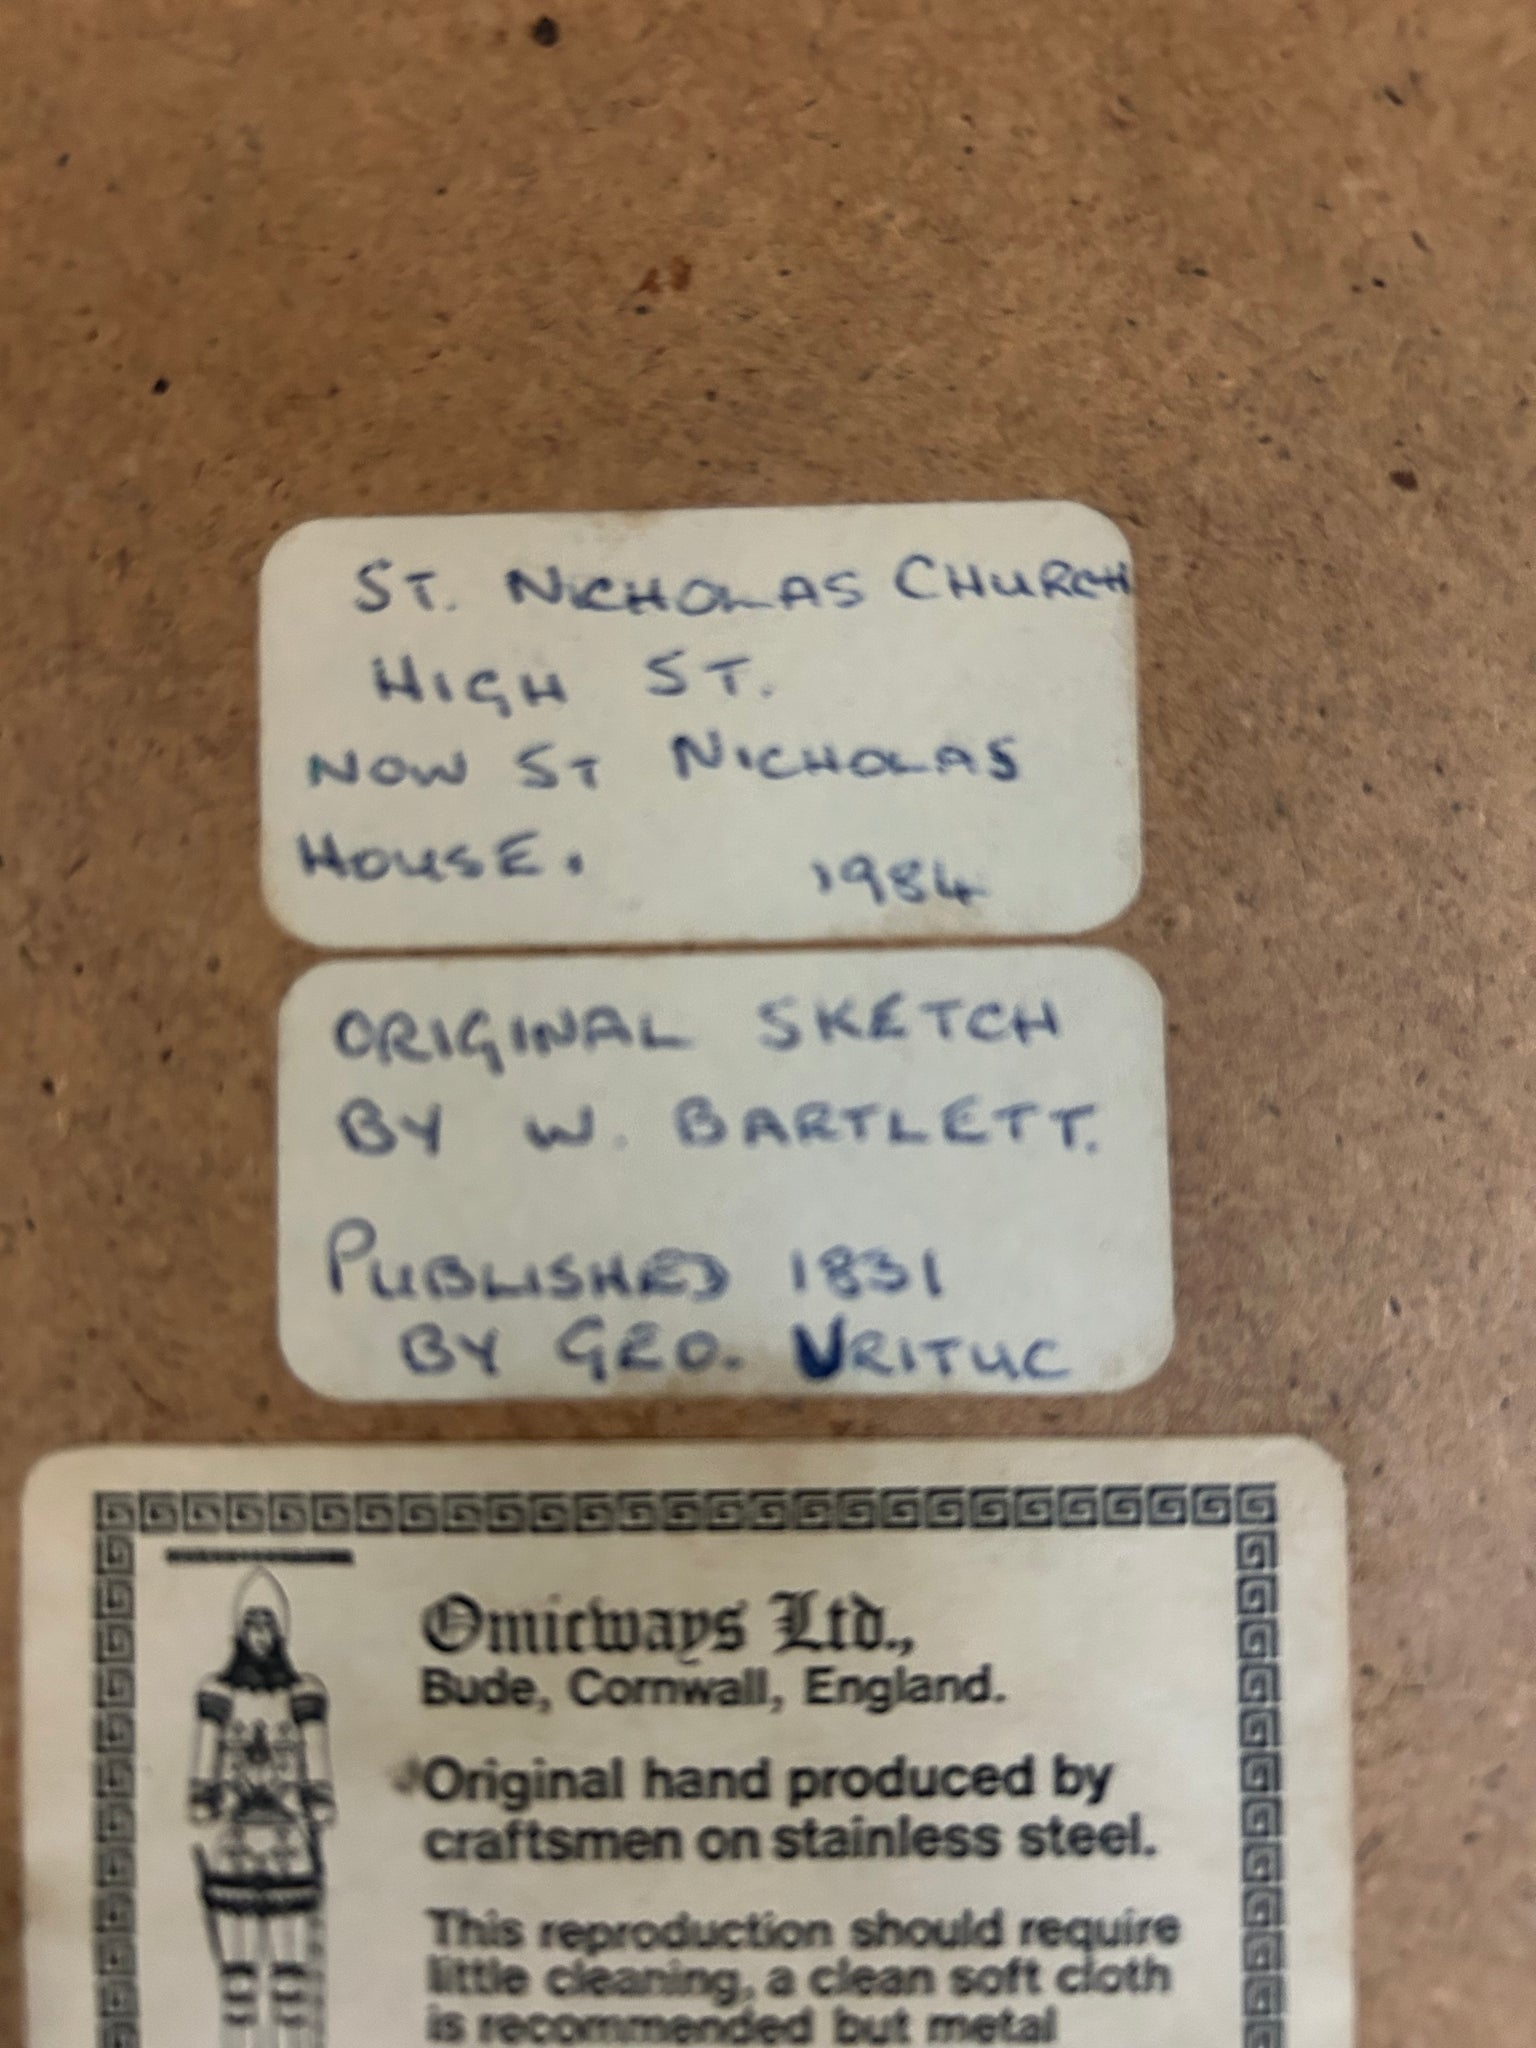 ST. NICHOLAS CHURCH
HIGH ST.
NOW ST NICHOLAS
HOUSE. 1984
ORIGINAL SKETCH
BY W. BARTLETT.
PUBLISHED 1831
BY GEO. VRITUC
Omicways Ltd.,
Bude, Cornwall, England.
Original hand produced by
craftsmen on stainless steel.
This reproduction should require
little cleaning, a clean soft cloth
is recommended but metal